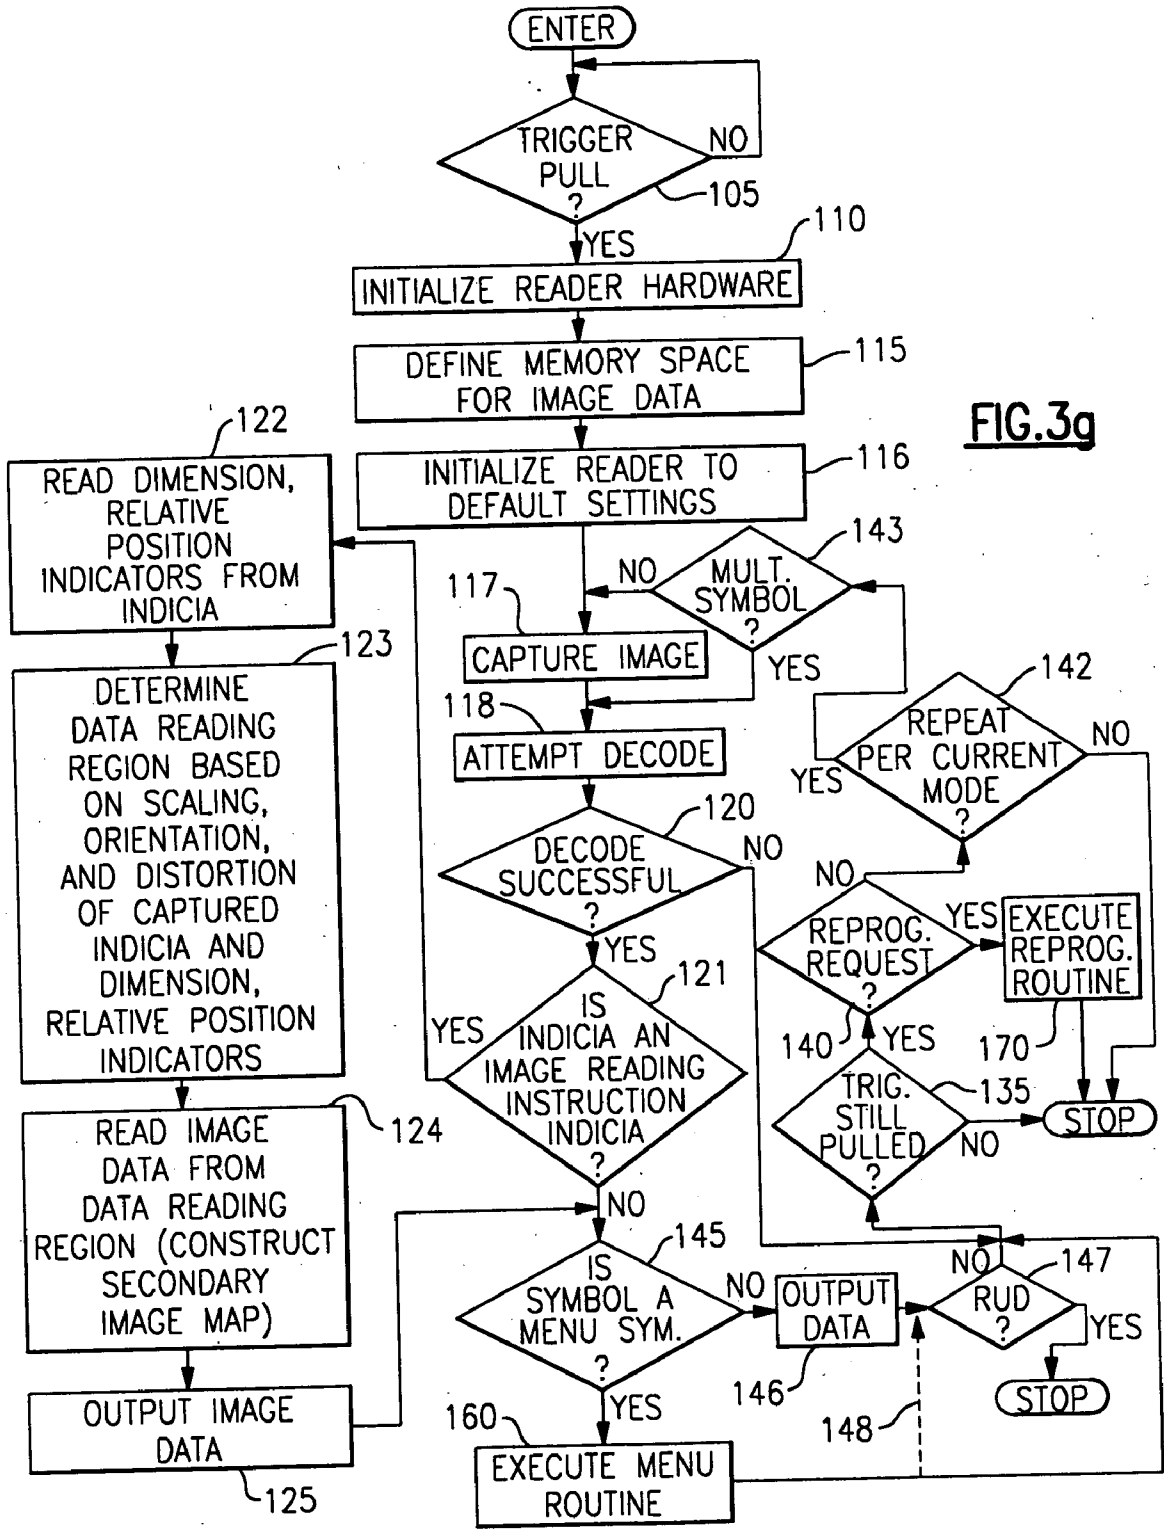 ENTER
TRIGGER
PULL
?
NO
105
YES
110
INITIALIZE READER HARDWARE
DEFINE MEMORY SPACE
FOR IMAGE DATA
115
FIG.3g
122
INITIALIZE READER TO
DEFAULT SETTINGS
116
READ DIMENSION,
RELATIVE
POSITION
INDICATORS FROM
INDICIA
143
MULT.
SYMBOL
?
NO
YES
117
CAPTURE IMAGE
118
ATTEMPT DECODE
123
DETERMINE
DATA READING
REGION BASED
ON SCALING,
ORIENTATION,
AND DISTORTION
OF CAPTURED
INDICIA AND
DIMENSION,
RELATIVE POSITION
INDICATORS
142
REPEAT
PER CURRENT
MODE
?
NO
YES
120
DECODE
SUCCESSFUL
?
NO
YES
NO
REPROG.
REQUEST
?
YES
140
EXECUTE
REPROG.
ROUTINE
170
121
IS
INDICIA AN
IMAGE READING
INSTRUCTION
INDICIA
?
YES
NO
YES
TRIG.
STILL
PULLED
?
135
NO
STOP
124
READ IMAGE
DATA FROM
DATA READING
REGION (CONSTRUCT
SECONDARY
IMAGE MAP)
145
IS
SYMBOL A
MENU SYM.
?
NO
YES
OUTPUT
DATA
146
NO
147
RUD
?
YES
STOP
148
OUTPUT IMAGE
DATA
125
160
EXECUTE MENU
ROUTINE